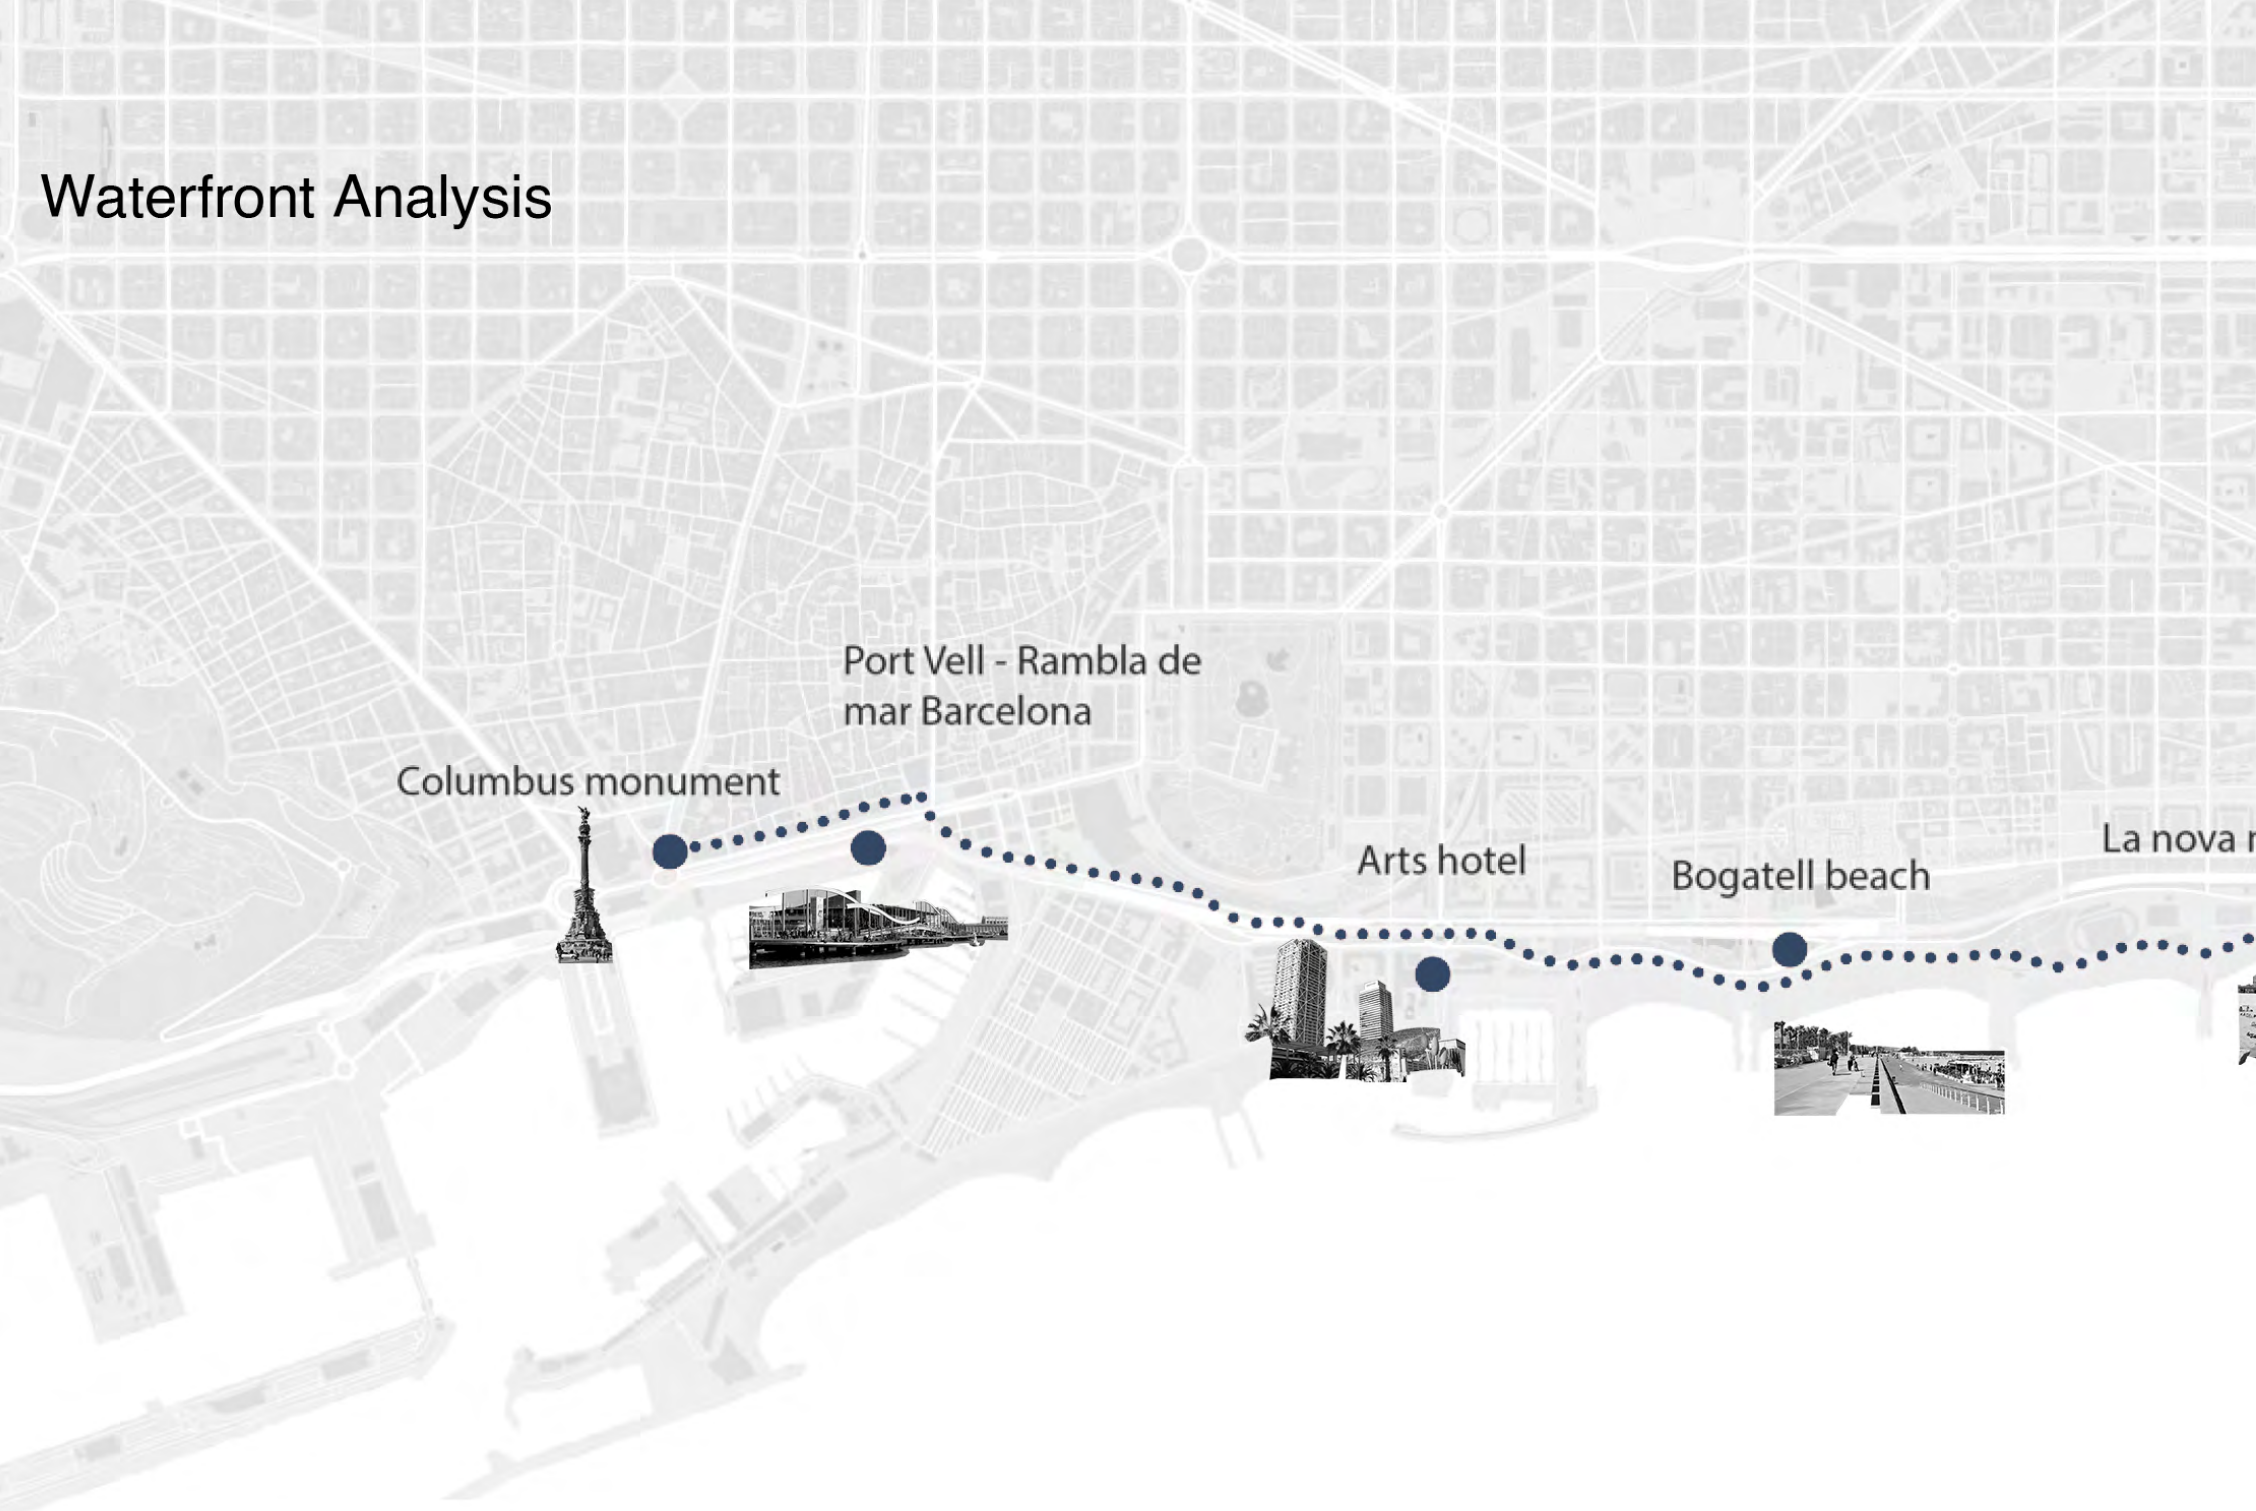 Waterfront Analysis
Port Vell - Rambla de
mar Barcelona
Columbus monument
Arts hotel
Bogatell beach
La nova